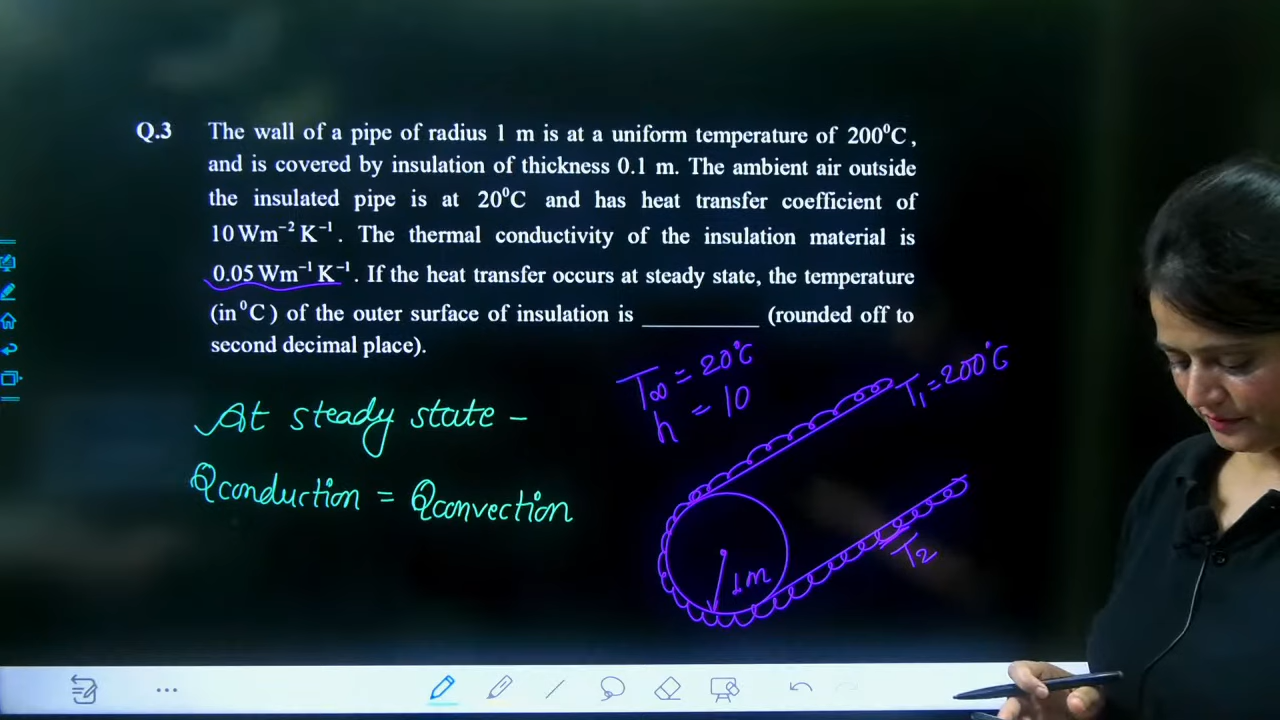 Q.3 The wall of a pipe of radius 1 m is at a uniform temperature of 200⁰C,
and is covered by insulation of thickness 0.1 m. The ambient air outside
the insulated pipe is at 20⁰C and has heat transfer coefficient of
10 Wm⁻² K⁻¹. The thermal conductivity of the insulation material is
0.05 Wm⁻¹ K⁻¹. If the heat transfer occurs at steady state, the temperature
(in ⁰C) of the outer surface of insulation is __________ (rounded off to
second decimal place).
T∞ = 20°C
h = 10
T₁ = 200°C
At steady state –
Qconduction = Qconvection
T₂
1m